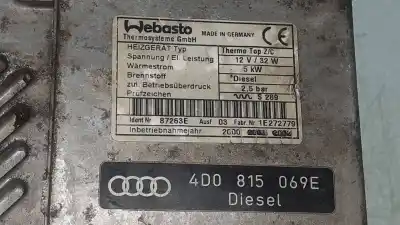 Webasto
Thermosysteme GmbH
MADE IN GERMANY
HEIZGERÄT Typ Thermo Top Z/C
Spannung / El. Leistung 12 V / 32 W
Wärmestrom 5 kW
Brennstoff Diesel
zul. Betriebsüberdruck 2,5 bar
Prüfzeichen S 289
Ident Nr 87263E Ausf 03 Fabr. Nr 1E272779
Inbetriebnahmejahr 2000
4D0 815 069E
Diesel